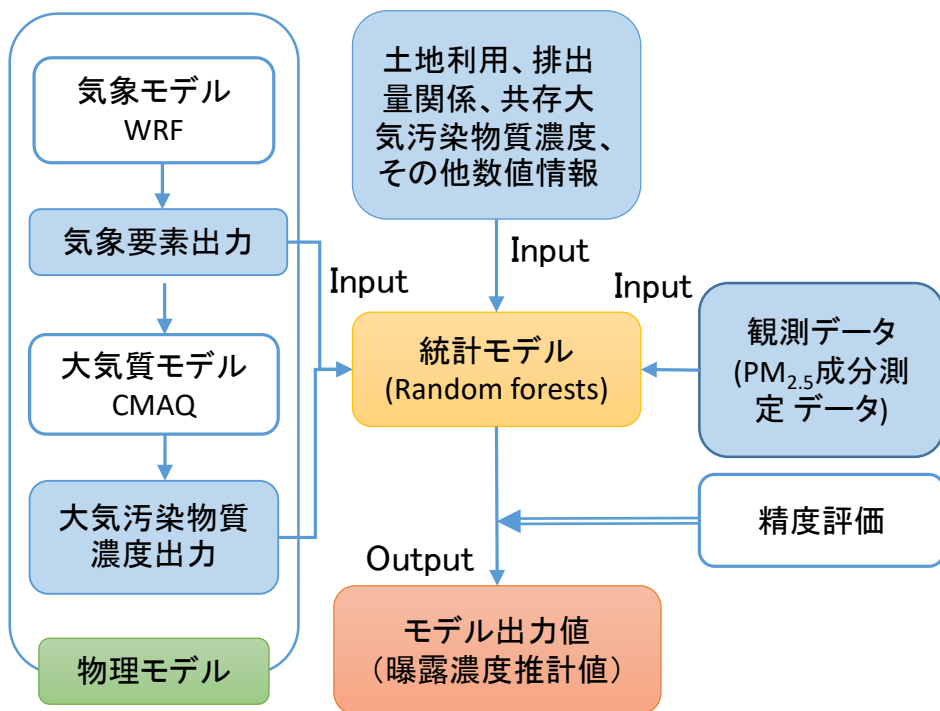 気象モデル
WRF
気象要素出力
大気質モデル
CMAQ
大気汚染物質
濃度出力
物理モデル
土地利用、排出
量関係、共存大
気汚染物質濃度、
その他数値情報
Input
Input
Input
統計モデル
(Random forests)
観測データ
(PM2.5成分測
定 データ)
精度評価
Output
モデル出力値
（曝露濃度推計値）